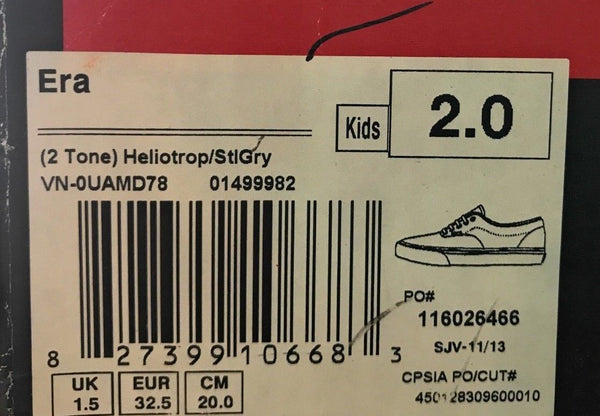 Era
Kids
2.0
(2 Tone) Heliotrop/StlGry
VN-0UAMD78 01499982
8 27399 10668 3
PO#
116026466
SJV-11/13
CPSIA PO/CUT#
UK
1.5
EUR
32.5
CM
20.0